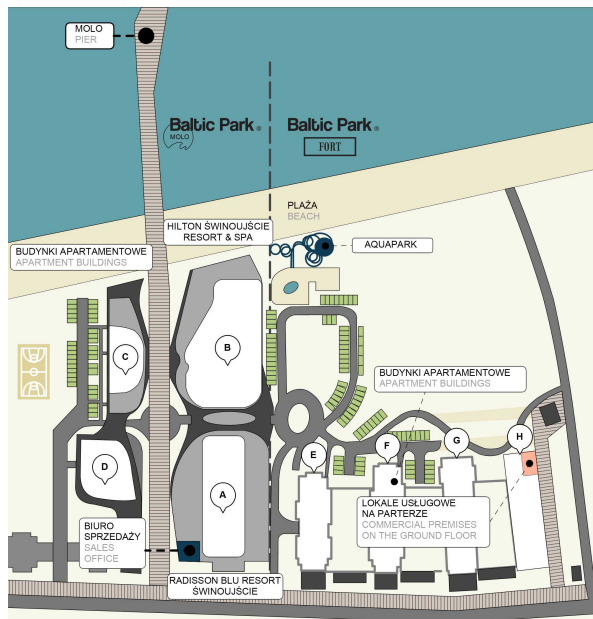 MOLO
PIER
Baltic Park®
MOLO
Baltic Park®
FORT
PLAŻA
BEACH
HILTON ŚWINOUJŚCIE
RESORT & SPA
AQUAPARK
BUDYNKI APARTAMENTOWE
APARTMENT BUILDINGS
B
C
BUDYNKI APARTAMENTOWE
APARTMENT BUILDINGS
E
F
G
H
D
A
LOKALE USŁUGOWE
NA PARTERZE
COMMERCIAL PREMISES
ON THE GROUND FLOOR
BIURO
SPRZEDAŻY
SALES
OFFICE
RADISSON BLU RESORT
ŚWINOUJŚCIE